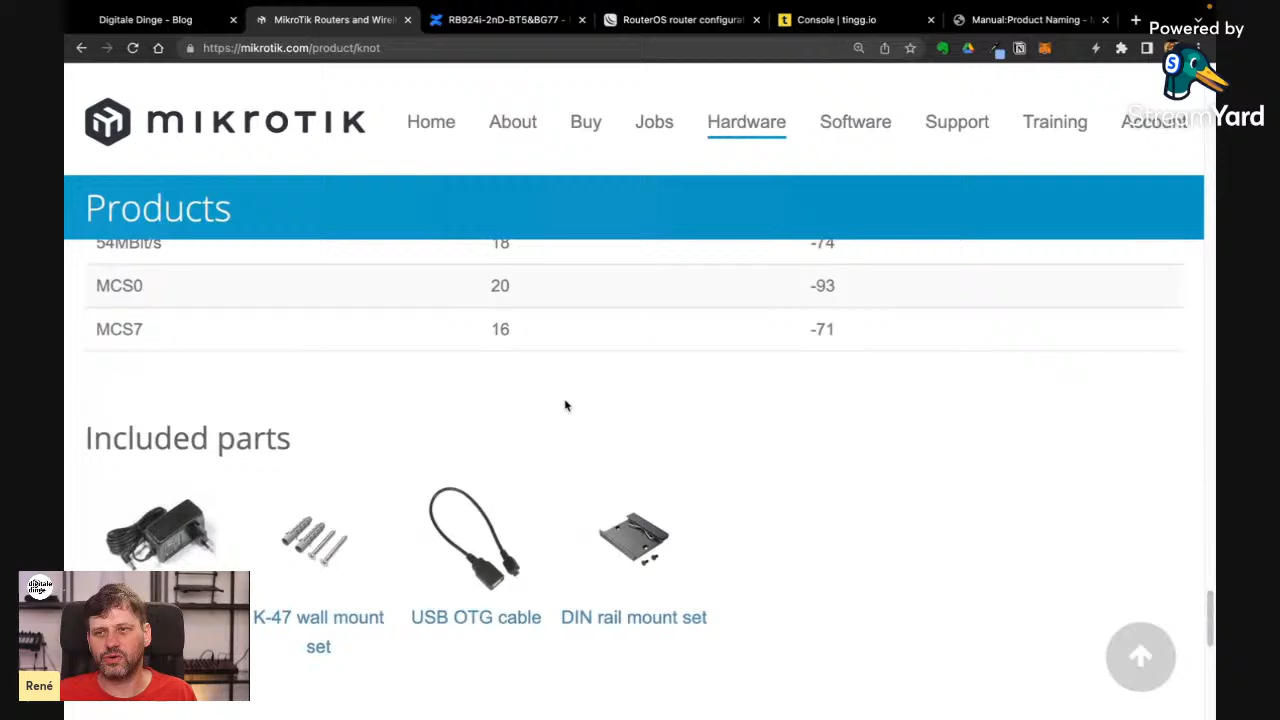 Digitale Dinge - Blog
MikroTik Routers and Wirel
RB924i-2nD-BT5&BG77 -
RouterOS router configurat
Console | tingg.io
Manual:Product Naming -
https://mikrotik.com/product/knot
Powered by
StreamYard
S
mikrotik
Home
About
Buy
Jobs
Hardware
Software
Support
Training
Account
Products
54MBit/s 18 -74
MCS0 20 -93
MCS7 16 -71
Included parts
K-47 wall mount
set
USB OTG cable
DIN rail mount set
digitale
dinge
René